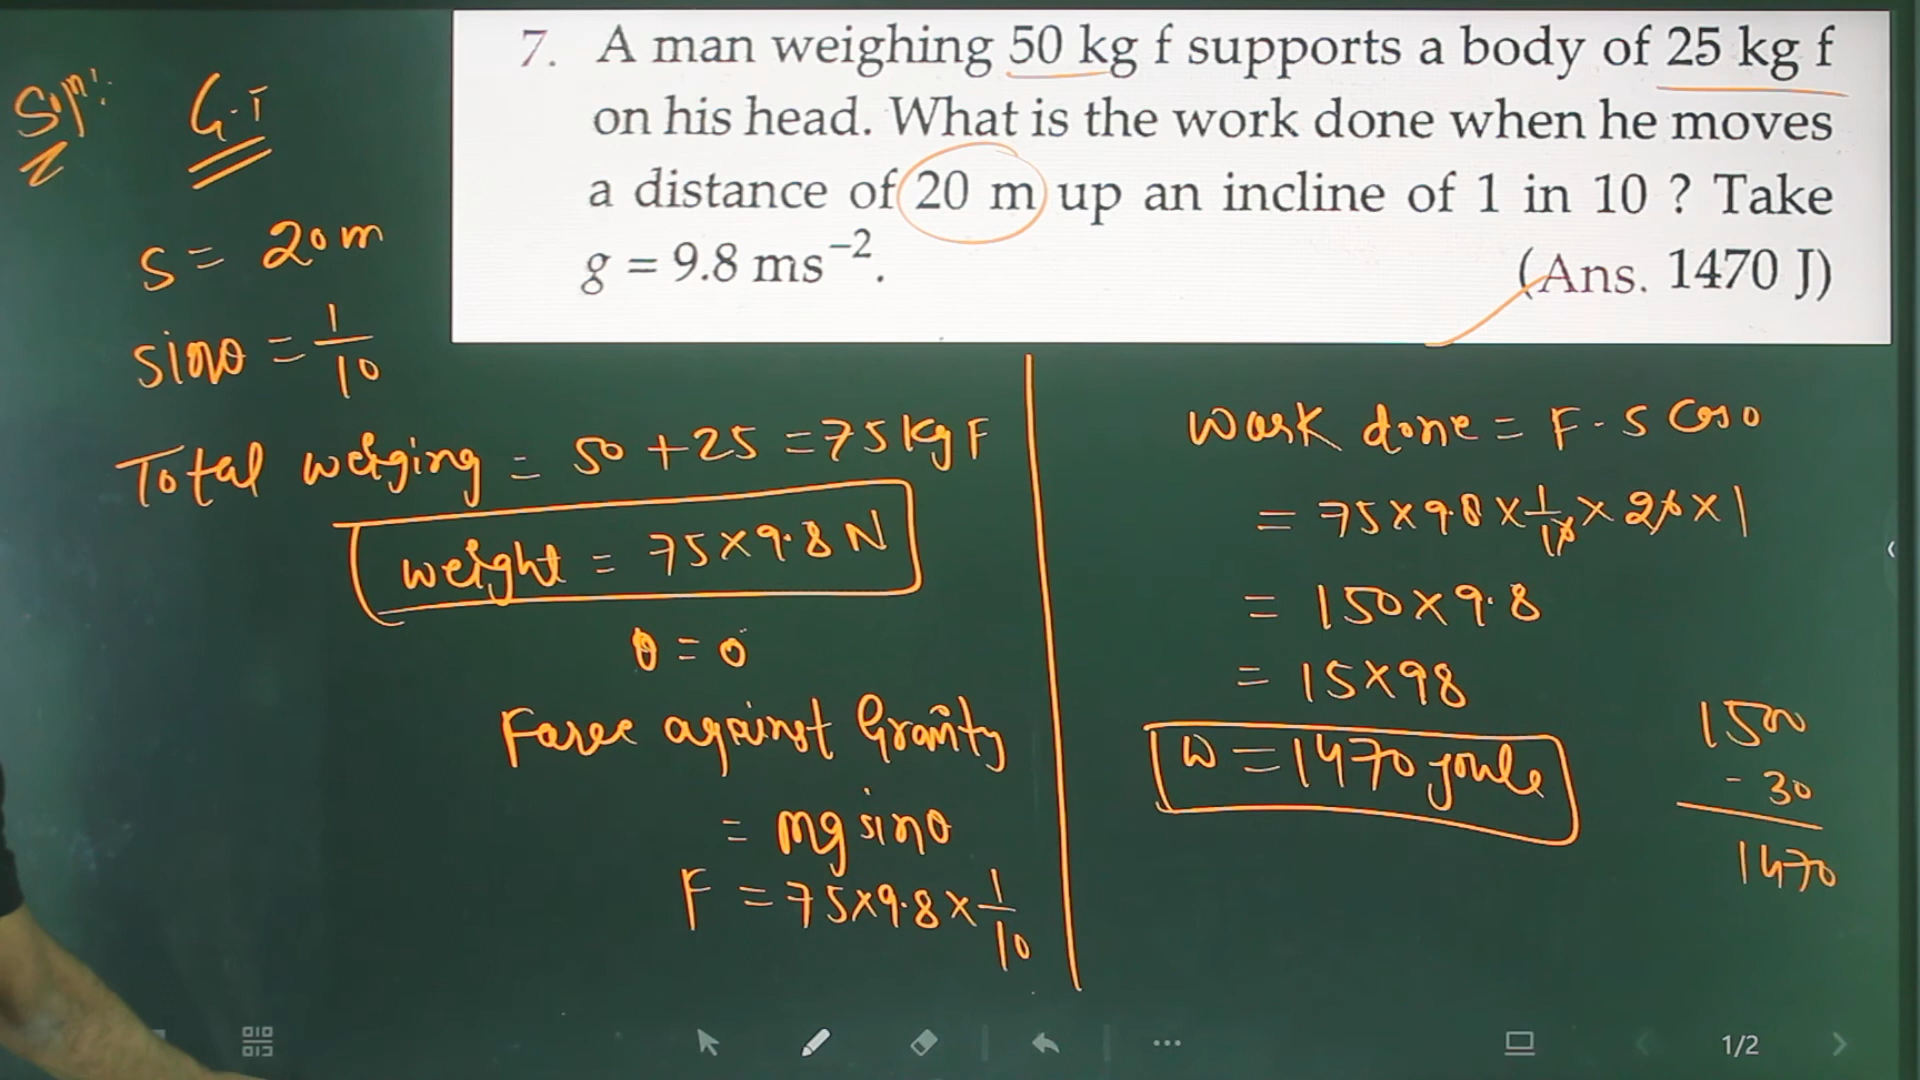 7. A man weighing 50 kg f supports a body of 25 kg f
on his head. What is the work done when he moves
a distance of 20 m up an incline of 1 in 10 ? Take
g = 9.8 ms⁻².
(Ans. 1470 J)
Solⁿ:
G.I
S = 20m
sinθ = 1/10
Total weiging = 50 + 25 = 75 kg F
weight = 75×9.8 N
θ = 0
Force against Gravity
= mg sinθ
F = 75×9.8×1/10
Work done = F·S Cos0
= 75×9.8×1/10×20×1
= 150×9.8
= 15×98
W = 1470 joule
1500
- 30
1470
1/2